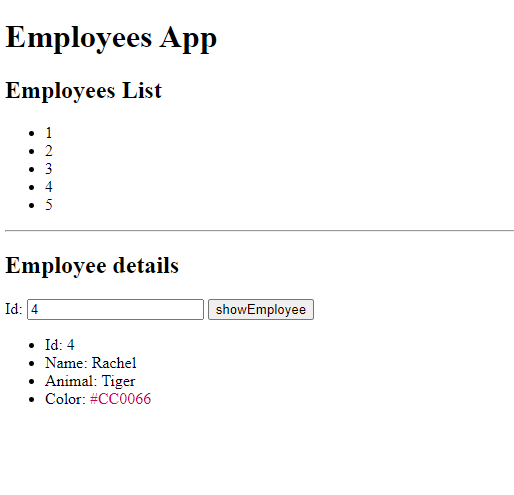 Employees App
Employees List
1
2
3
4
5
Employee details
Id: 4 showEmployee
Id: 4
Name: Rachel
Animal: Tiger
Color: #CC0066